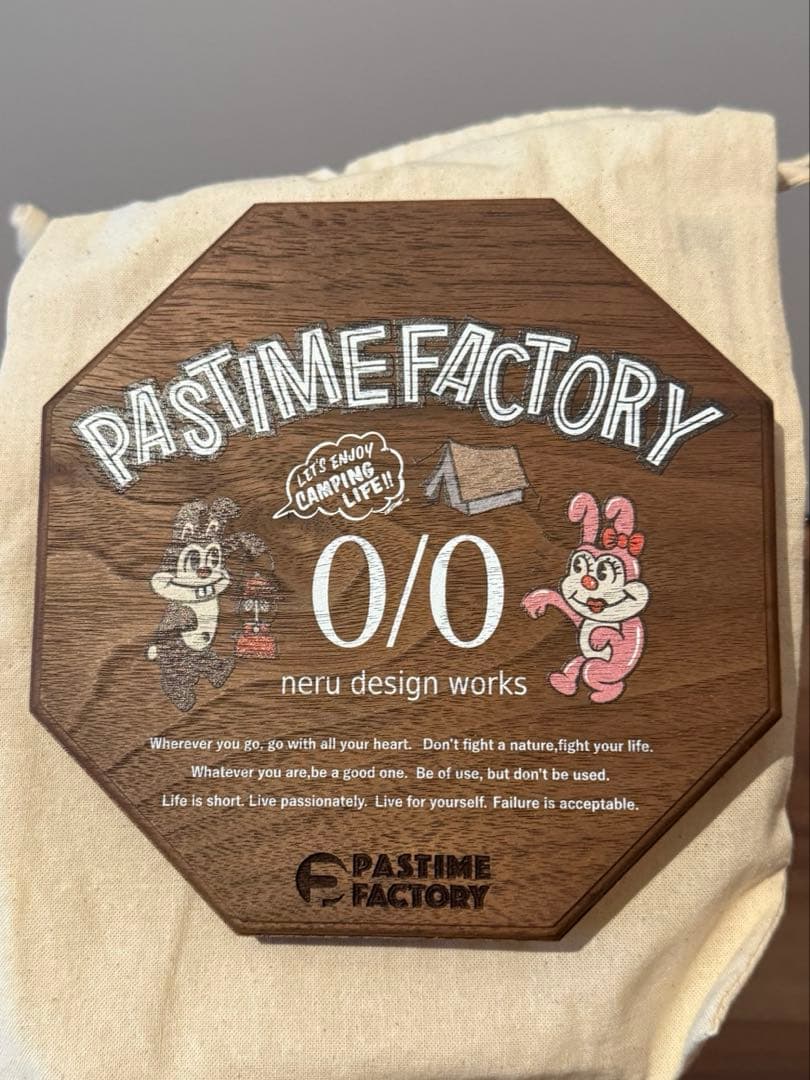 PASTIME FACTORY
LET'S ENJOY
CAMPING
LIFE!!
0/0
neru design works
Wherever you go, go with all your heart. Don't fight a nature,fight your life.
Whatever you are,be a good one. Be of use, but don't be used.
Life is short. Live passionately. Live for yourself. Failure is acceptable.
PASTIME
FACTORY